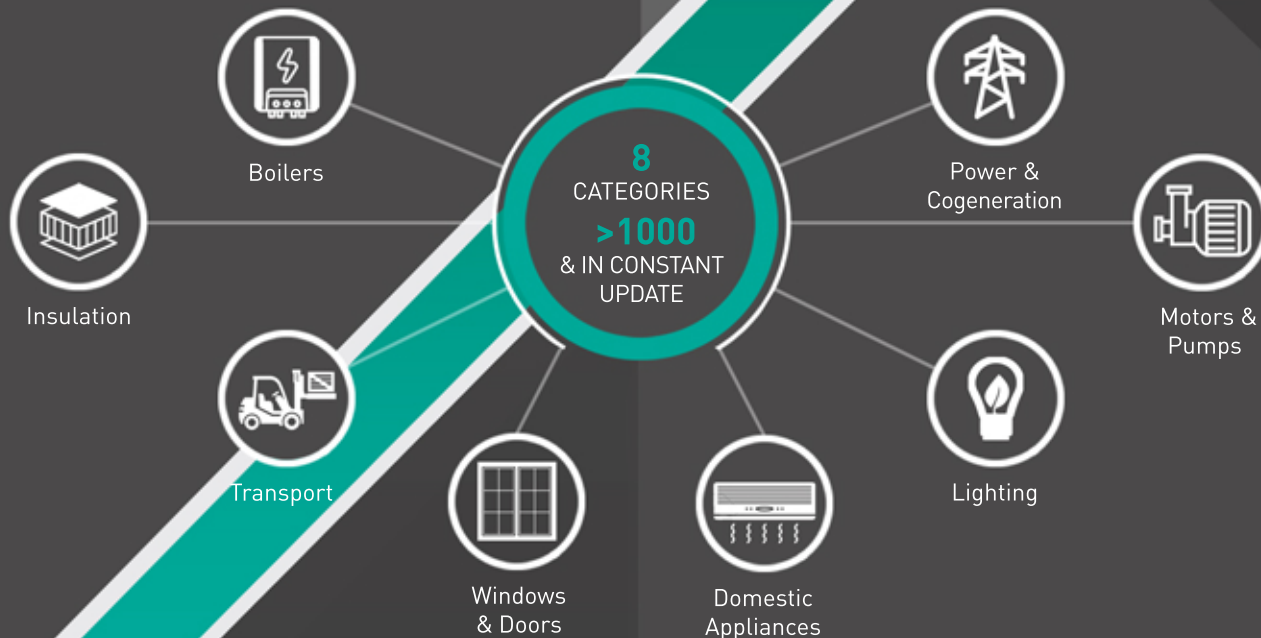 8
CATEGORIES
>1000
& IN CONSTANT
UPDATE
Boilers
Insulation
Transport
Windows
& Doors
Domestic
Appliances
Lighting
Motors &
Pumps
Power &
Cogeneration